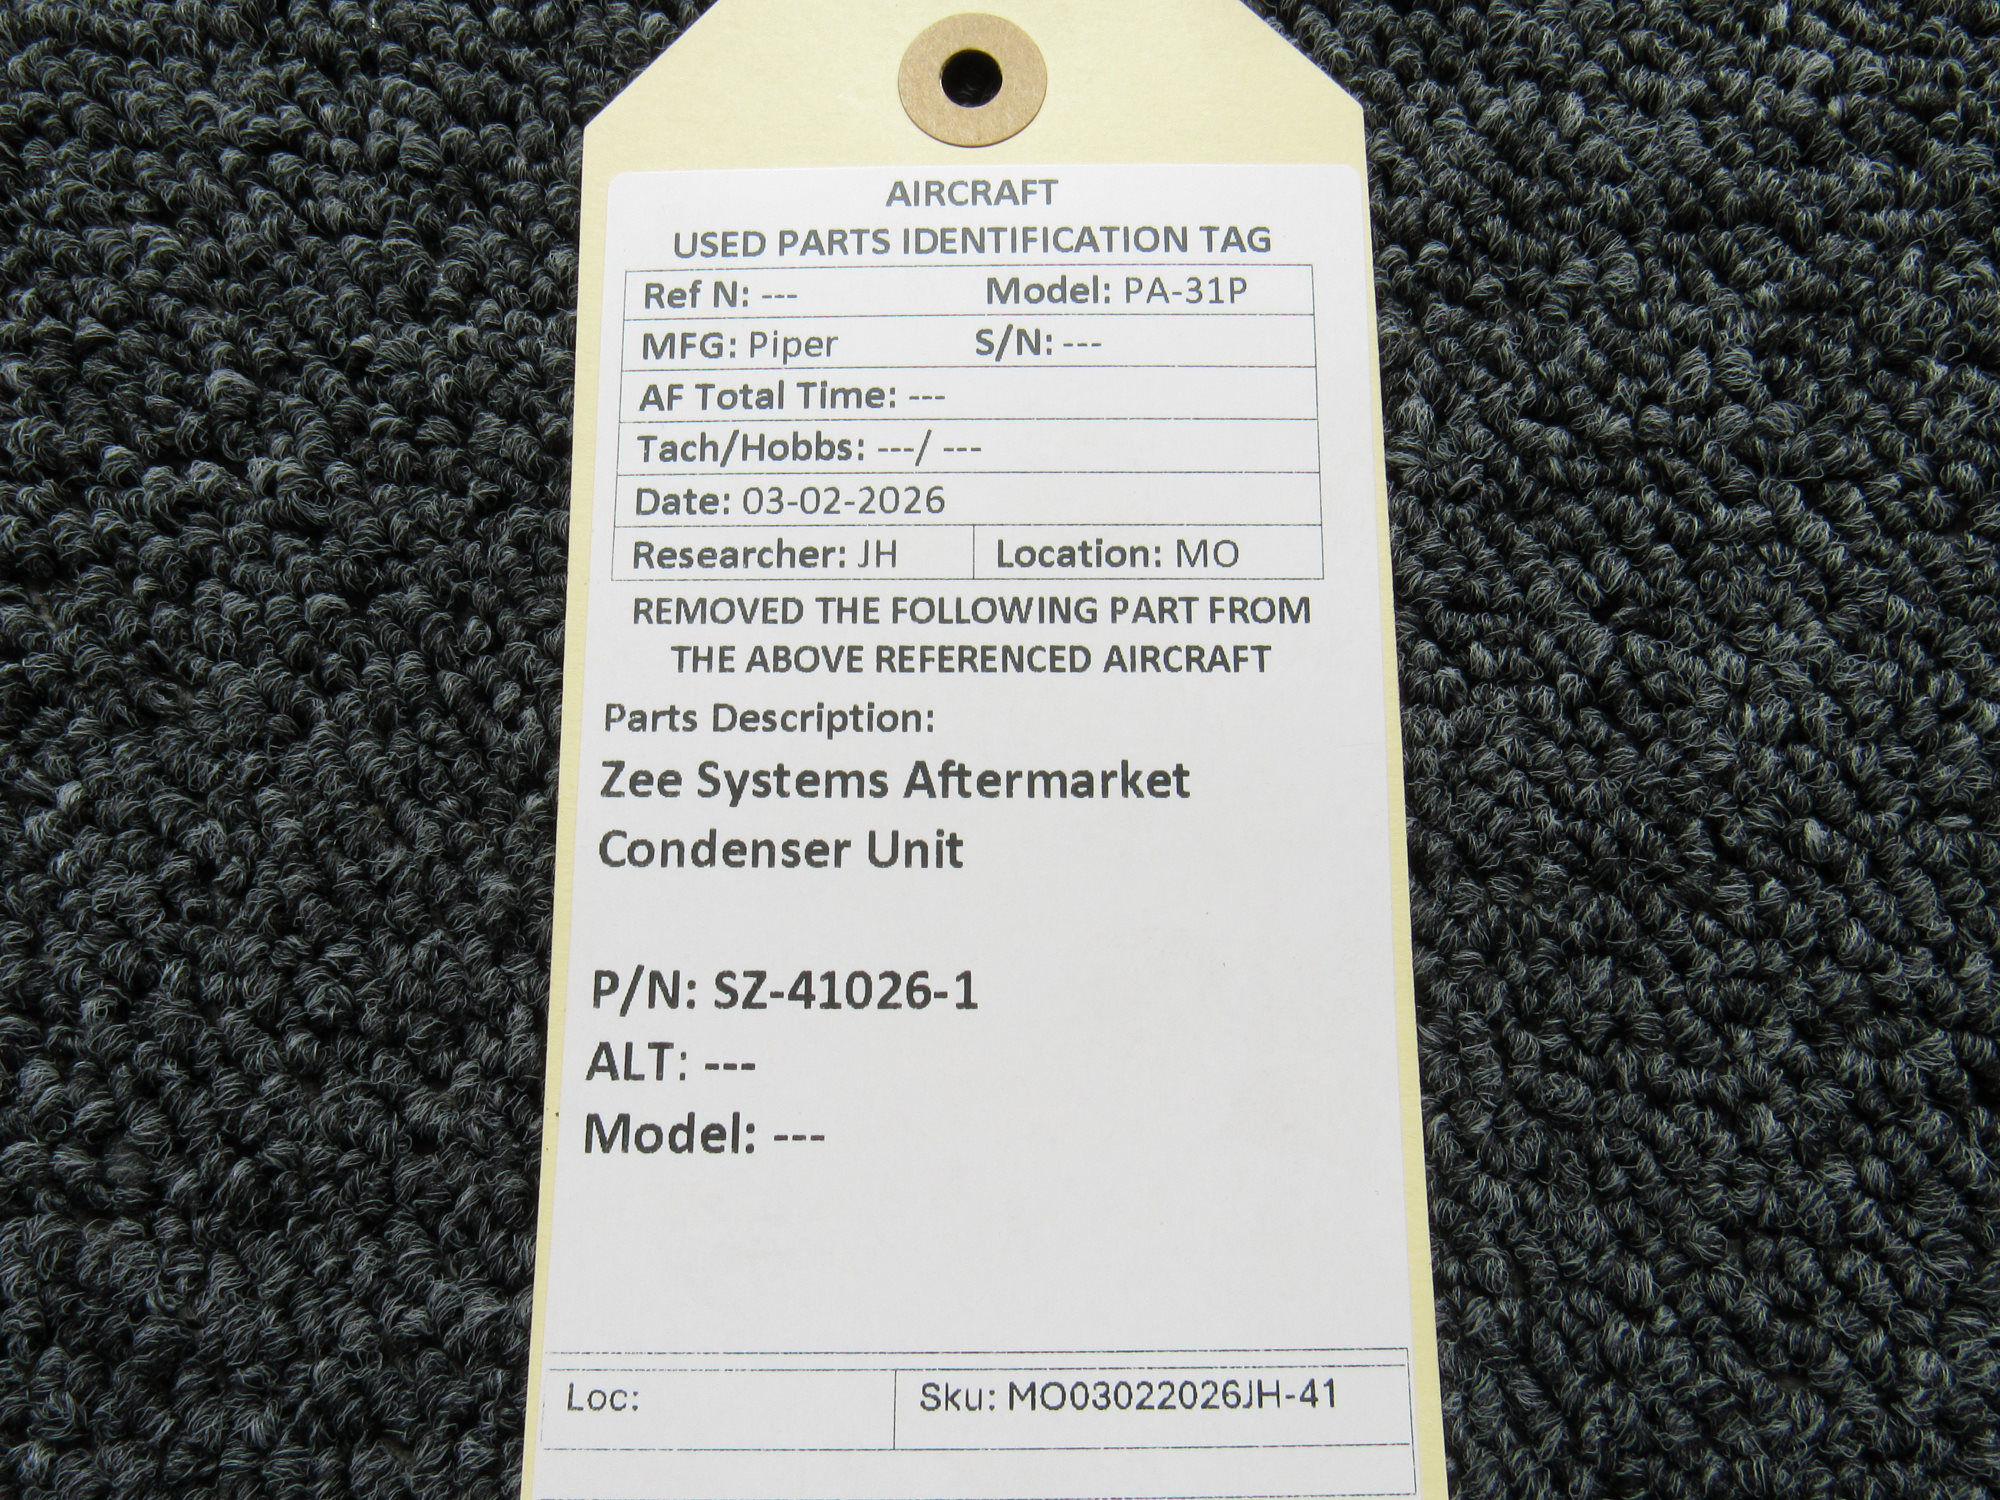 AIRCRAFT
USED PARTS IDENTIFICATION TAG
Ref N: --- Model: PA-31P
MFG: Piper S/N: ---
AF Total Time: ---
Tach/Hobbs: ---/ ---
Date: 03-02-2026
Researcher: JH Location: MO
REMOVED THE FOLLOWING PART FROM
THE ABOVE REFERENCED AIRCRAFT
Parts Description:
Zee Systems Aftermarket
Condenser Unit
P/N: SZ-41026-1
ALT: ---
Model: ---
Loc: Sku: MO03022026JH-41